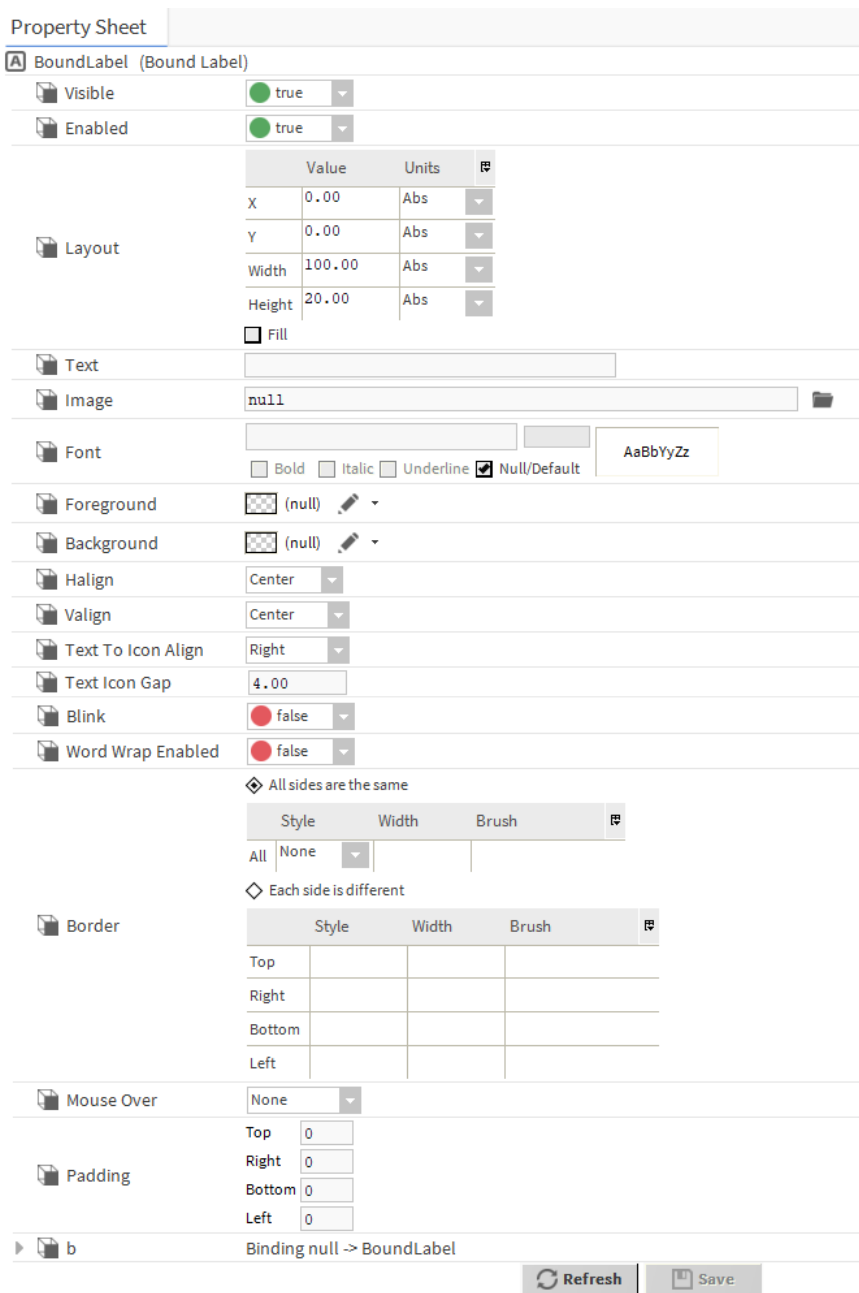 Property Sheet
BoundLabel (Bound Label)
Visible true
Enabled true
Value Units
X 0.00 Abs
Y 0.00 Abs
Layout
Width 100.00 Abs
Height 20.00 Abs
Fill
Text
Image null
Font AaBbYyZz
Bold Italic Underline Null/Default
Foreground (null)
Background (null)
Halign Center
Valign Center
Text To Icon Align Right
Text Icon Gap 4.00
Blink false
Word Wrap Enabled false
All sides are the same
Style Width Brush
All None
Each side is different
Border Style Width Brush
Top
Right
Bottom
Left
Mouse Over None
Top 0
Right 0
Padding
Bottom 0
Left 0
b Binding null -> BoundLabel
Refresh Save